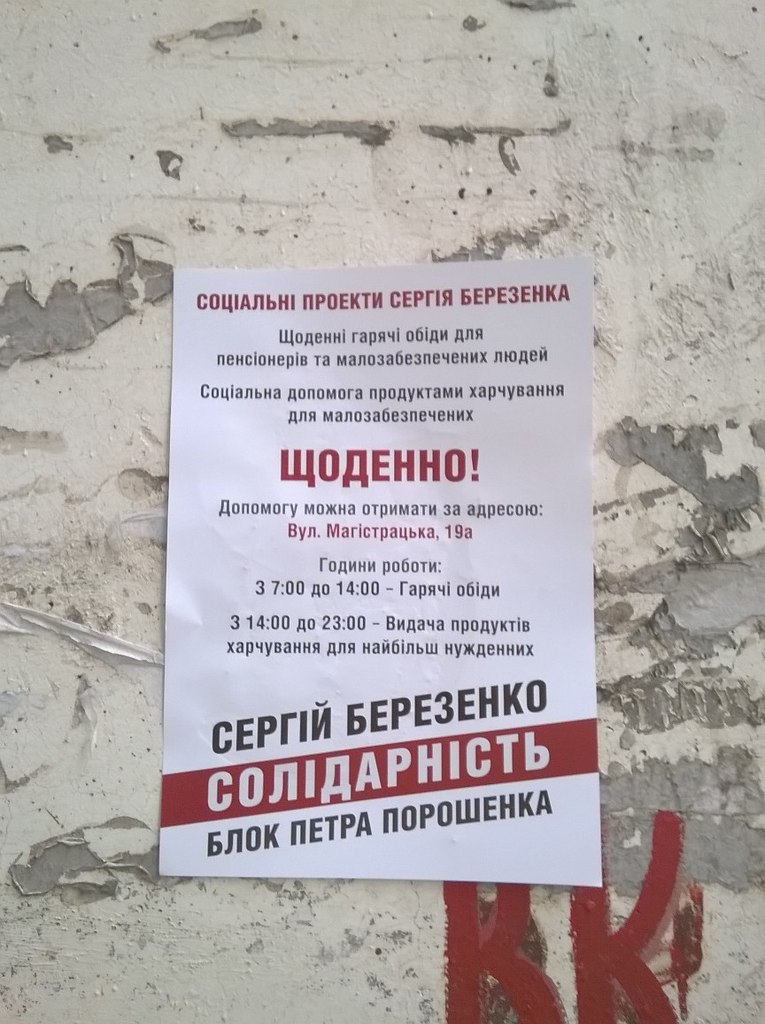 СОЦІАЛЬНІ ПРОЕКТИ СЕРГІЯ БЕРЕЗЕНКА
Щоденні гарячі обіди для
пенсіонерів та малозабезпечених людей
Соціальна допомога продуктами харчування
для малозабезпечених
ЩОДЕННО!
Допомогу можна отримати за адресою:
Вул. Магістрацька, 19а
Години роботи:
З 7:00 до 14:00 – Гарячі обіди
З 14:00 до 23:00 – Видача продуктів
харчування для найбільш нужденних
СЕРГІЙ БЕРЕЗЕНКО
СОЛІДАРНІСТЬ
БЛОК ПЕТРА ПОРОШЕНКА
КК